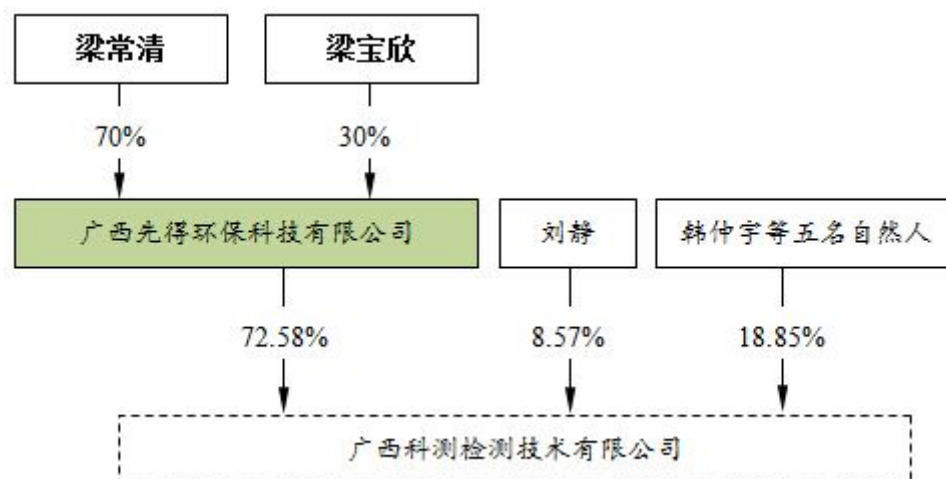 梁常清 梁宝欣
70% 30%
广西先得环保科技有限公司 刘静 韩仲宇等五名自然人
72.58% 8.57% 18.85%
广西科测检测技术有限公司